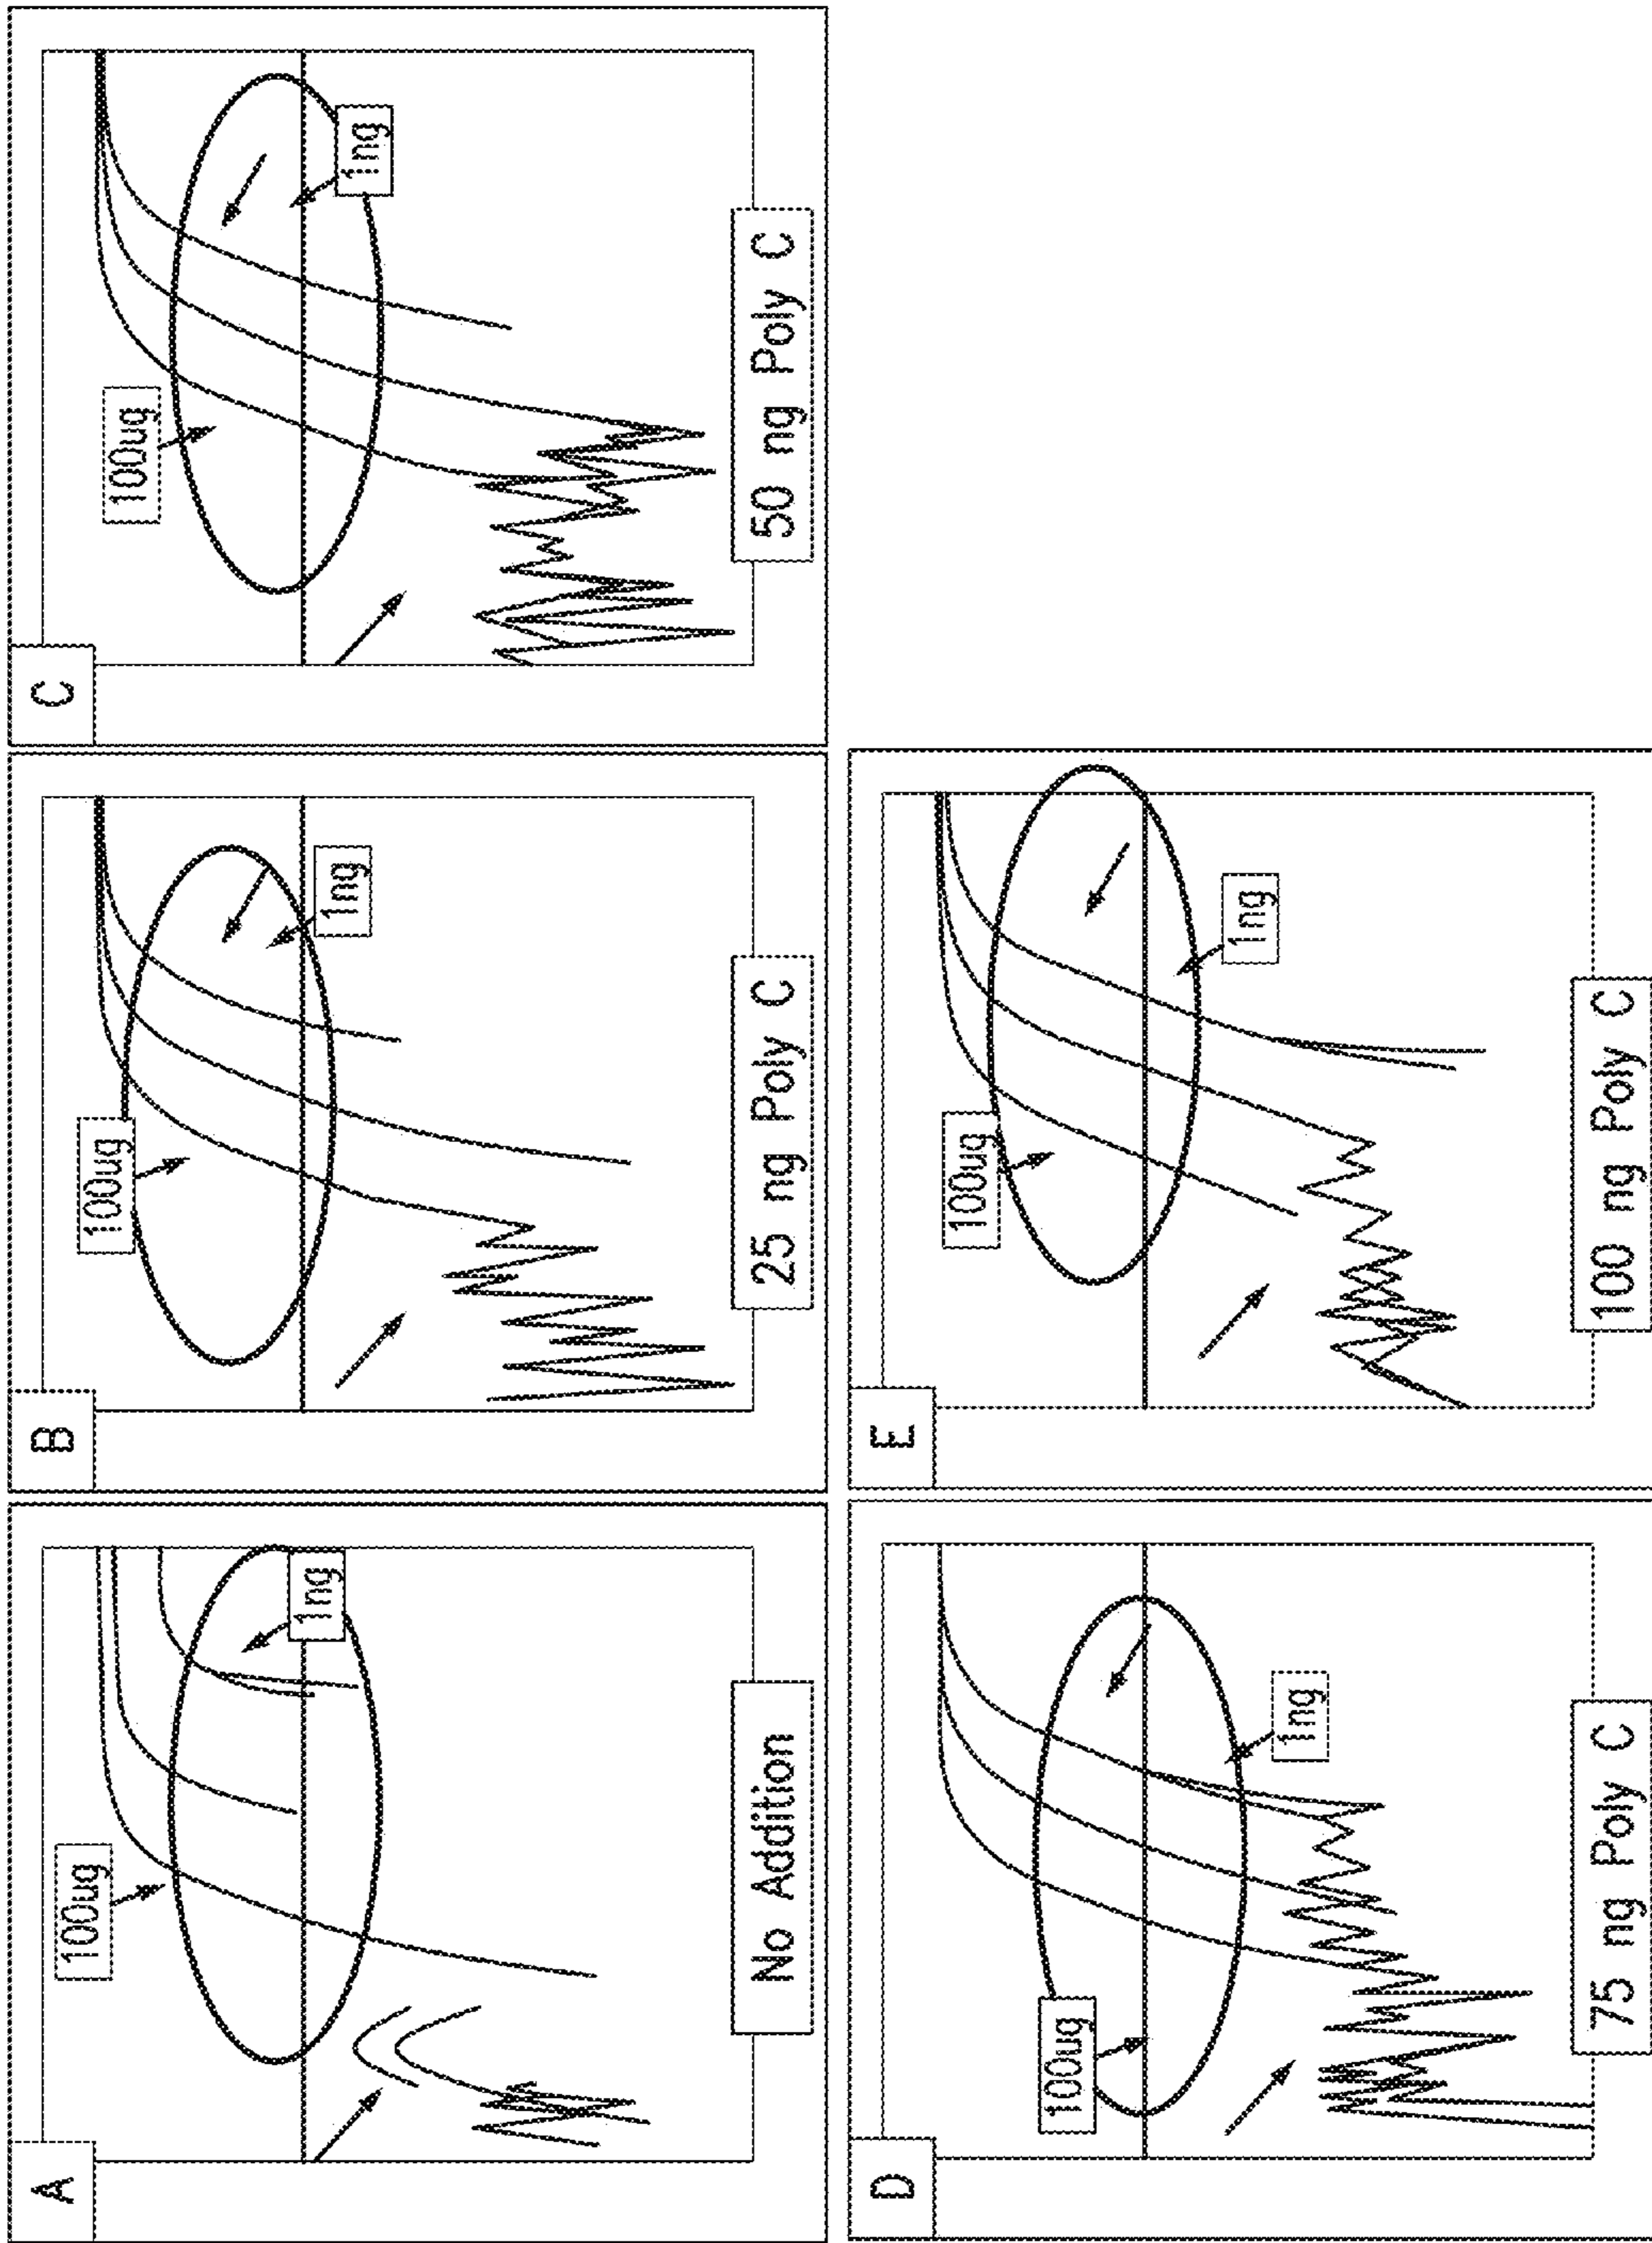 A
100ug
1ng
No Addition
B
100ug
1ng
25 ng Poly C
C
100ug
1ng
50 ng Poly C
D
100ug
1ng
75 ng Poly C
E
100ug
1ng
100 ng Poly C